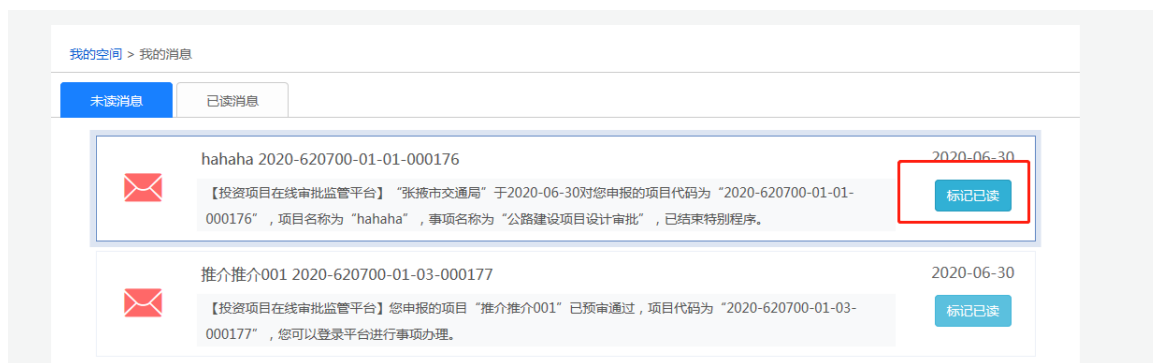 我的空间 > 我的消息
未读消息
已读消息
hahaha 2020-620700-01-01-000176
2020-06-30
【投资项目在线审批监管平台】“张掖市交通局”于2020-06-30对您申报的项目代码为“2020-620700-01-01-
000176”，项目名称为“hahaha”，事项名称为“公路建设项目设计审批”，已结束特别程序。
标记已读
推介推介001 2020-620700-01-03-000177
2020-06-30
【投资项目在线审批监管平台】您申报的项目“推介推介001”已预审通过，项目代码为“2020-620700-01-03-
000177”，您可以登录平台进行事项办理。
标记已读